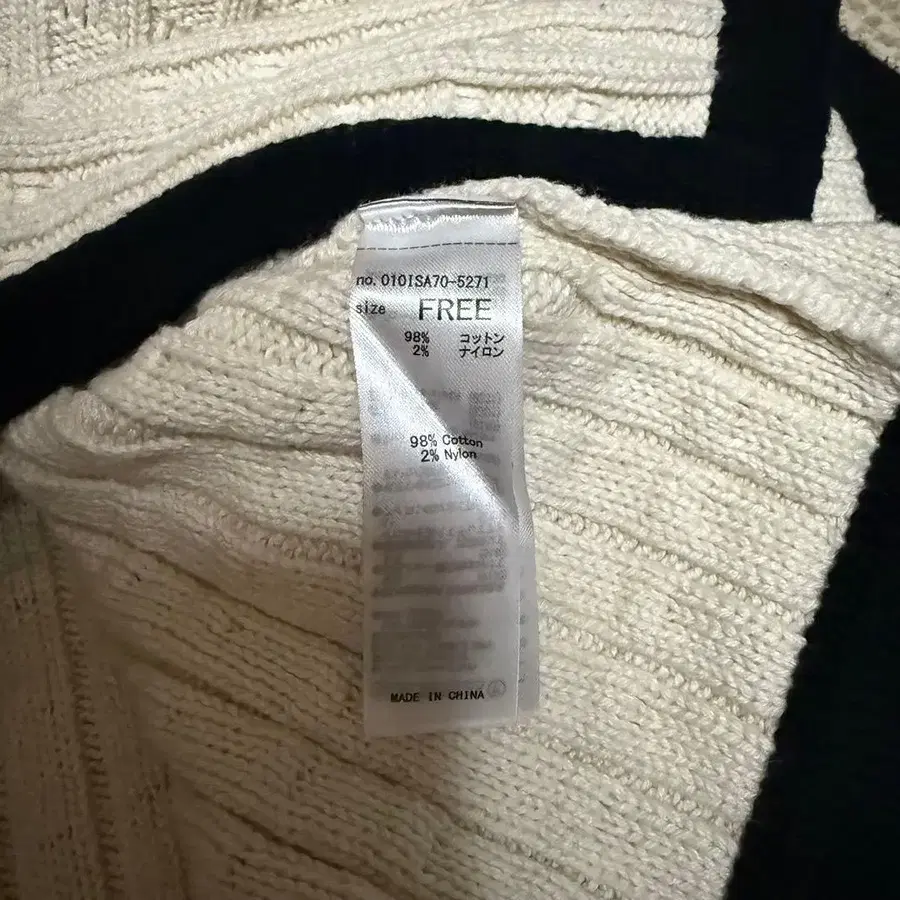 no. 010ISA70-5271
size FREE
98% コットン
2% ナイロン
98% Cotton
2% Nylon
MADE IN CHINA